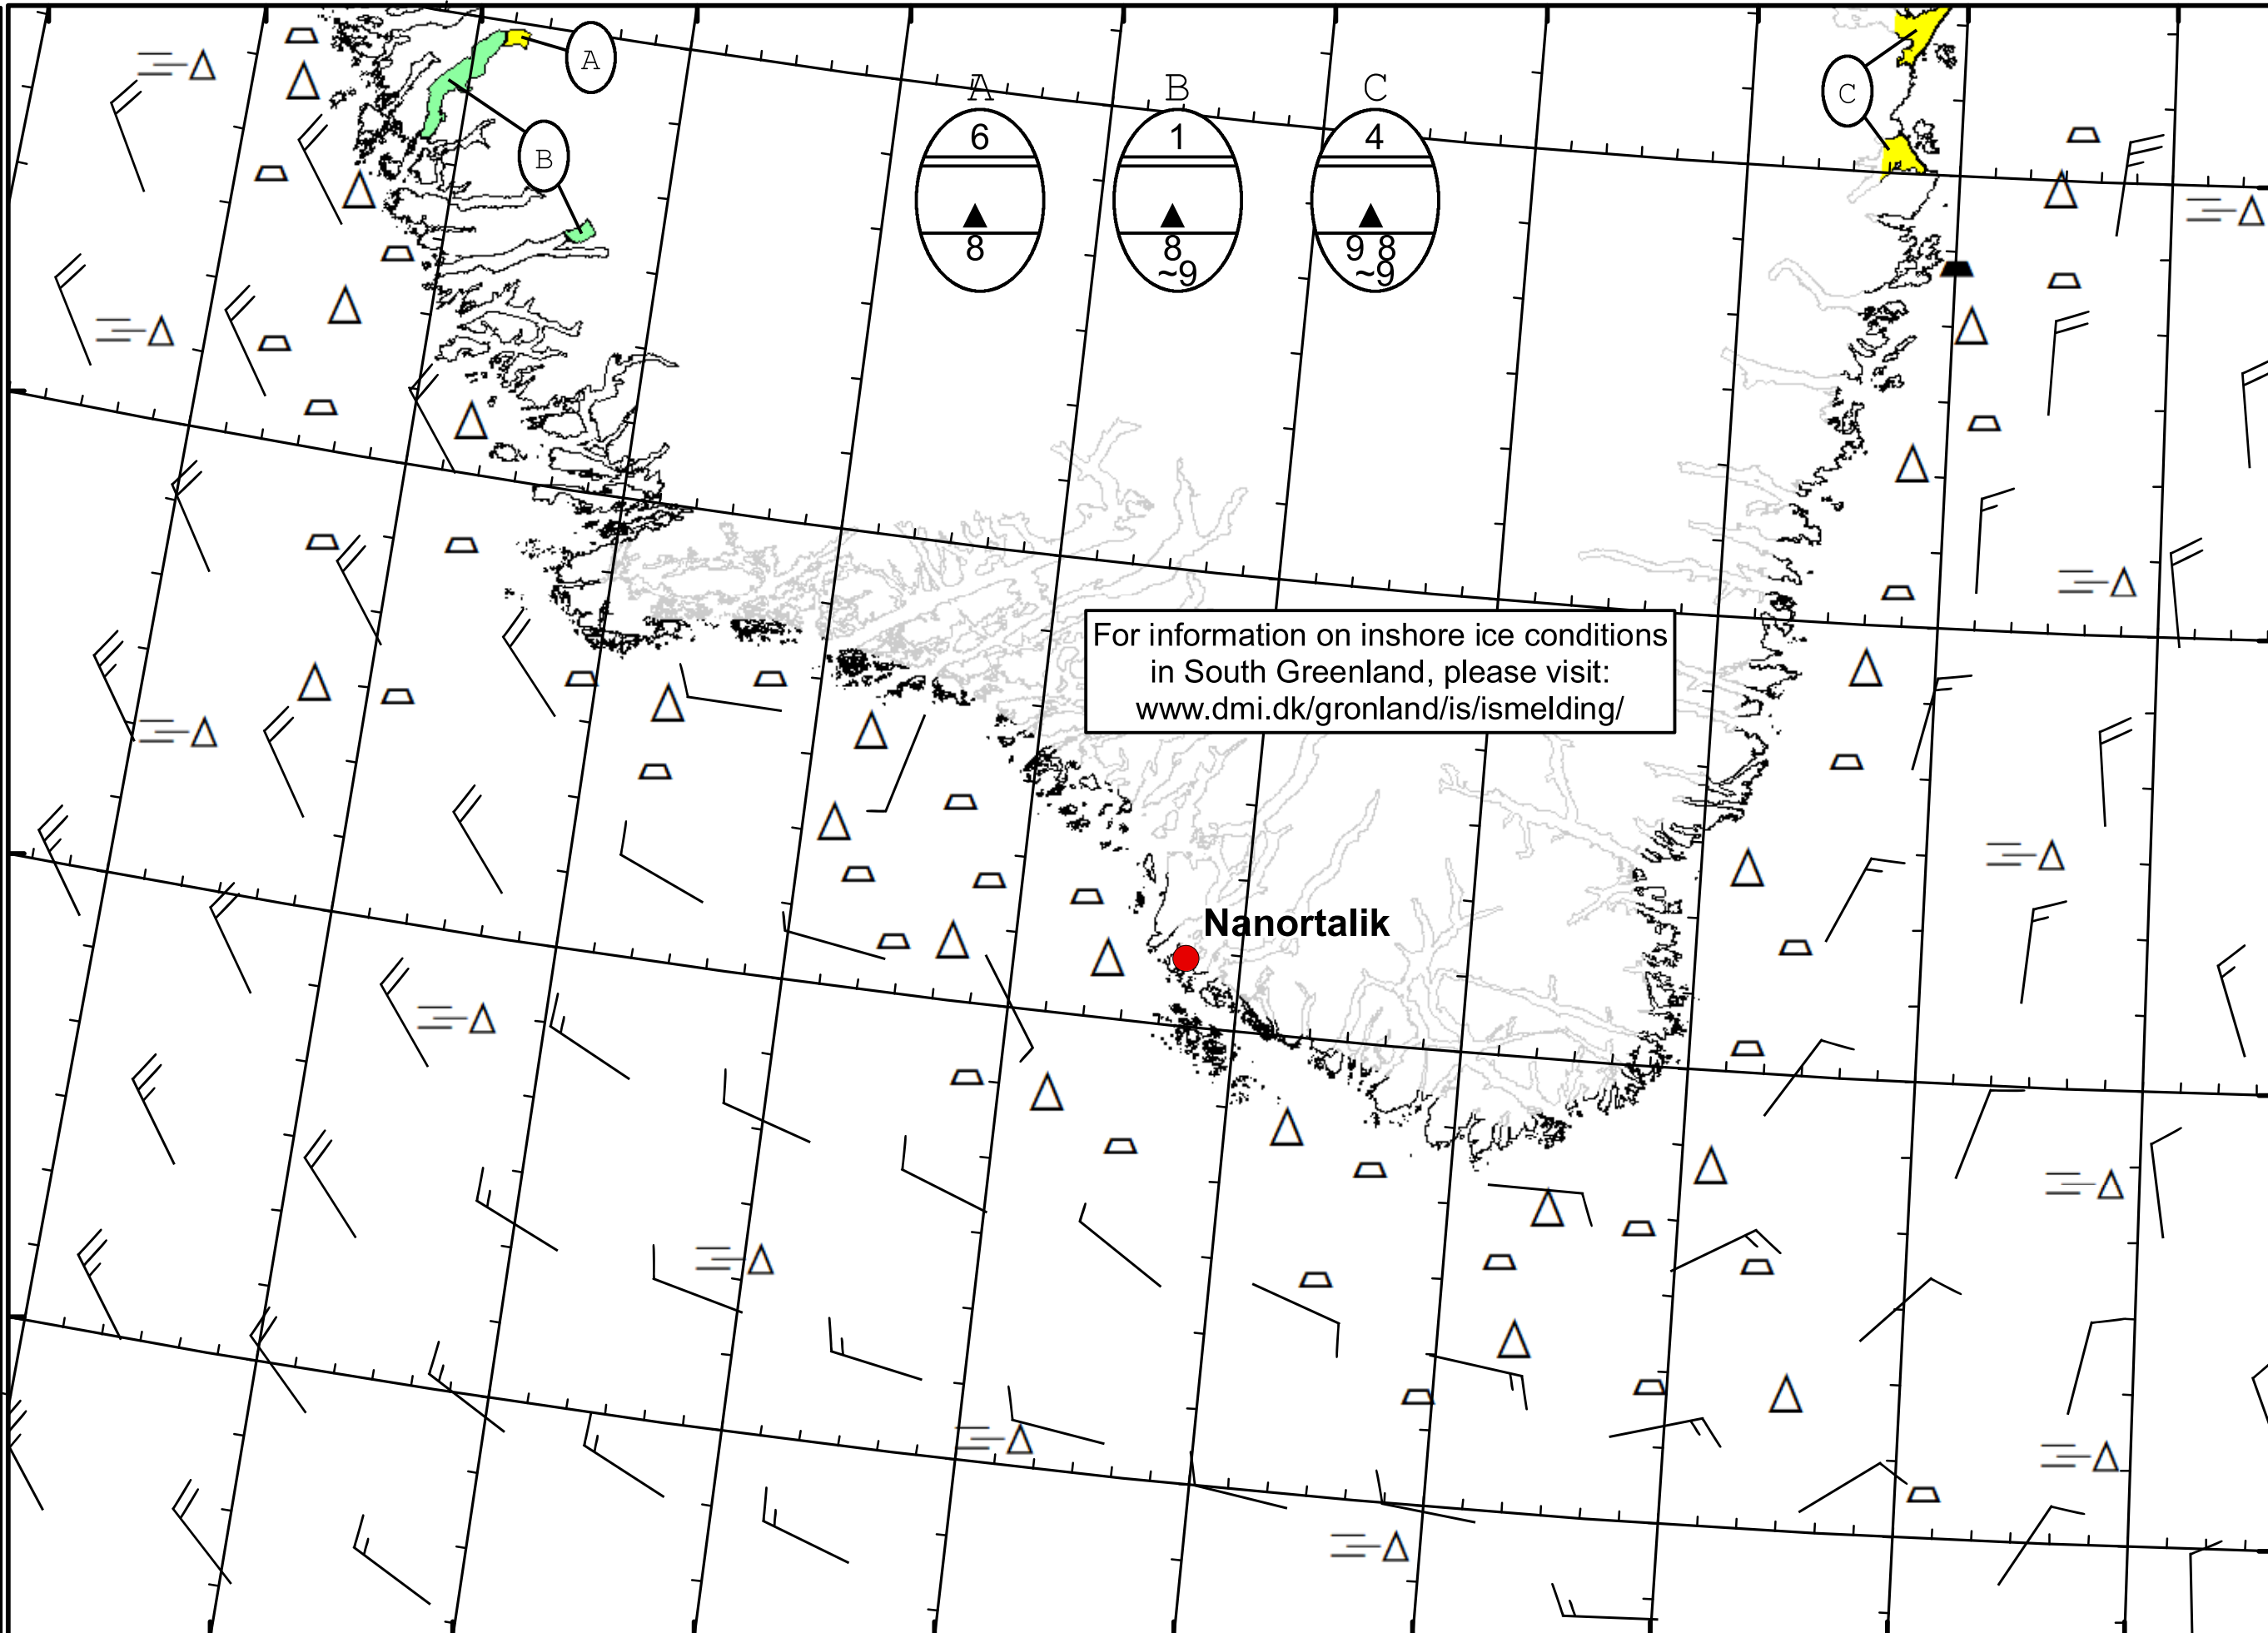 A
B
C
A
6
8
B
1
8
~9
C
4
9 8
~9
For information on inshore ice conditions
in South Greenland, please visit:
www.dmi.dk/gronland/is/ismelding/
Nanortalik